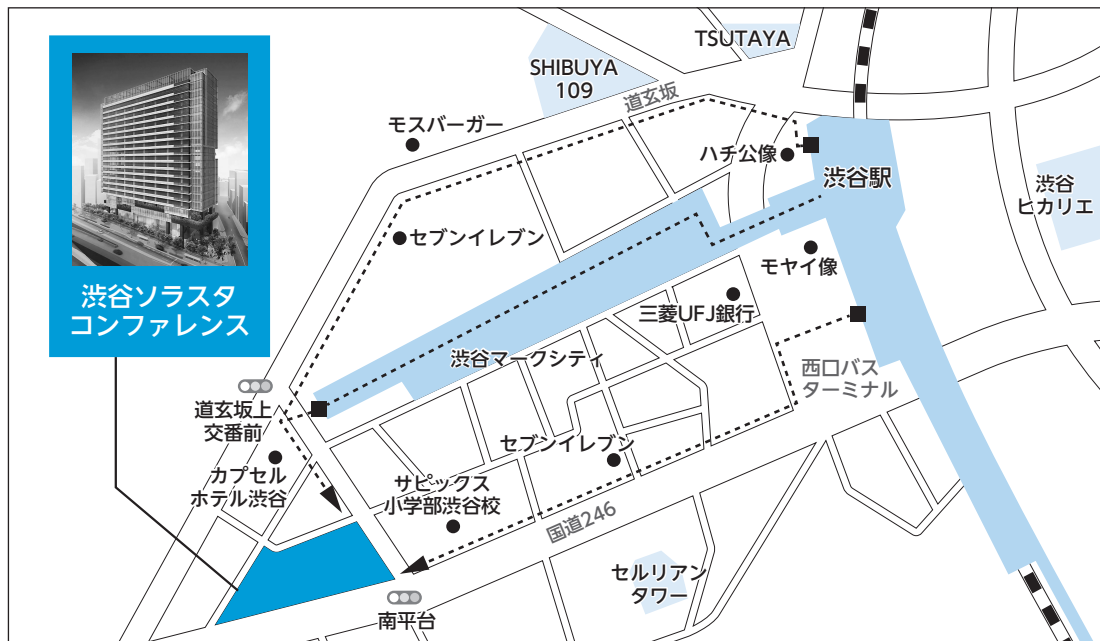 TSUTAYA
SHIBUYA
109
道玄坂
モスバーガー
ハチ公像
渋谷駅
渋谷
ヒカリエ
セブンイレブン
モヤイ像
渋谷ソラスタ
コンファレンス
三菱UFJ銀行
渋谷マークシティ
西口バス
ターミナル
道玄坂上
交番前
セブンイレブン
カプセル
ホテル渋谷
サピックス
小学部渋谷校
国道246
セルリアン
タワー
南平台